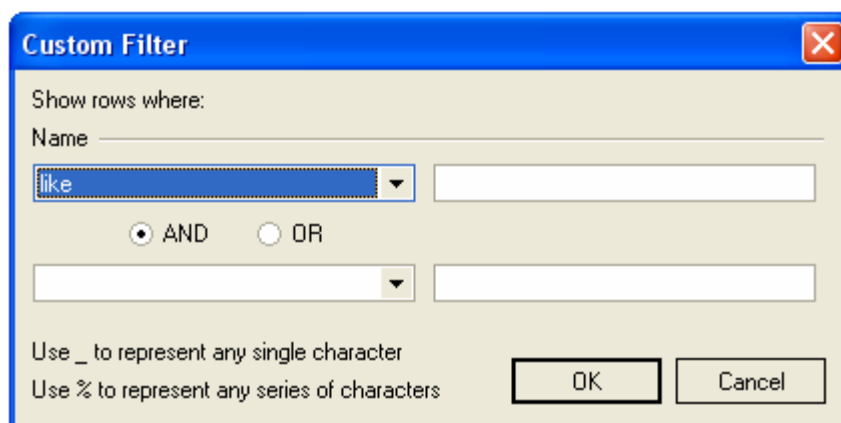 Custom Filter
Show rows where:
Name
like
AND OR
Use _ to represent any single character
Use % to represent any series of characters
OK Cancel